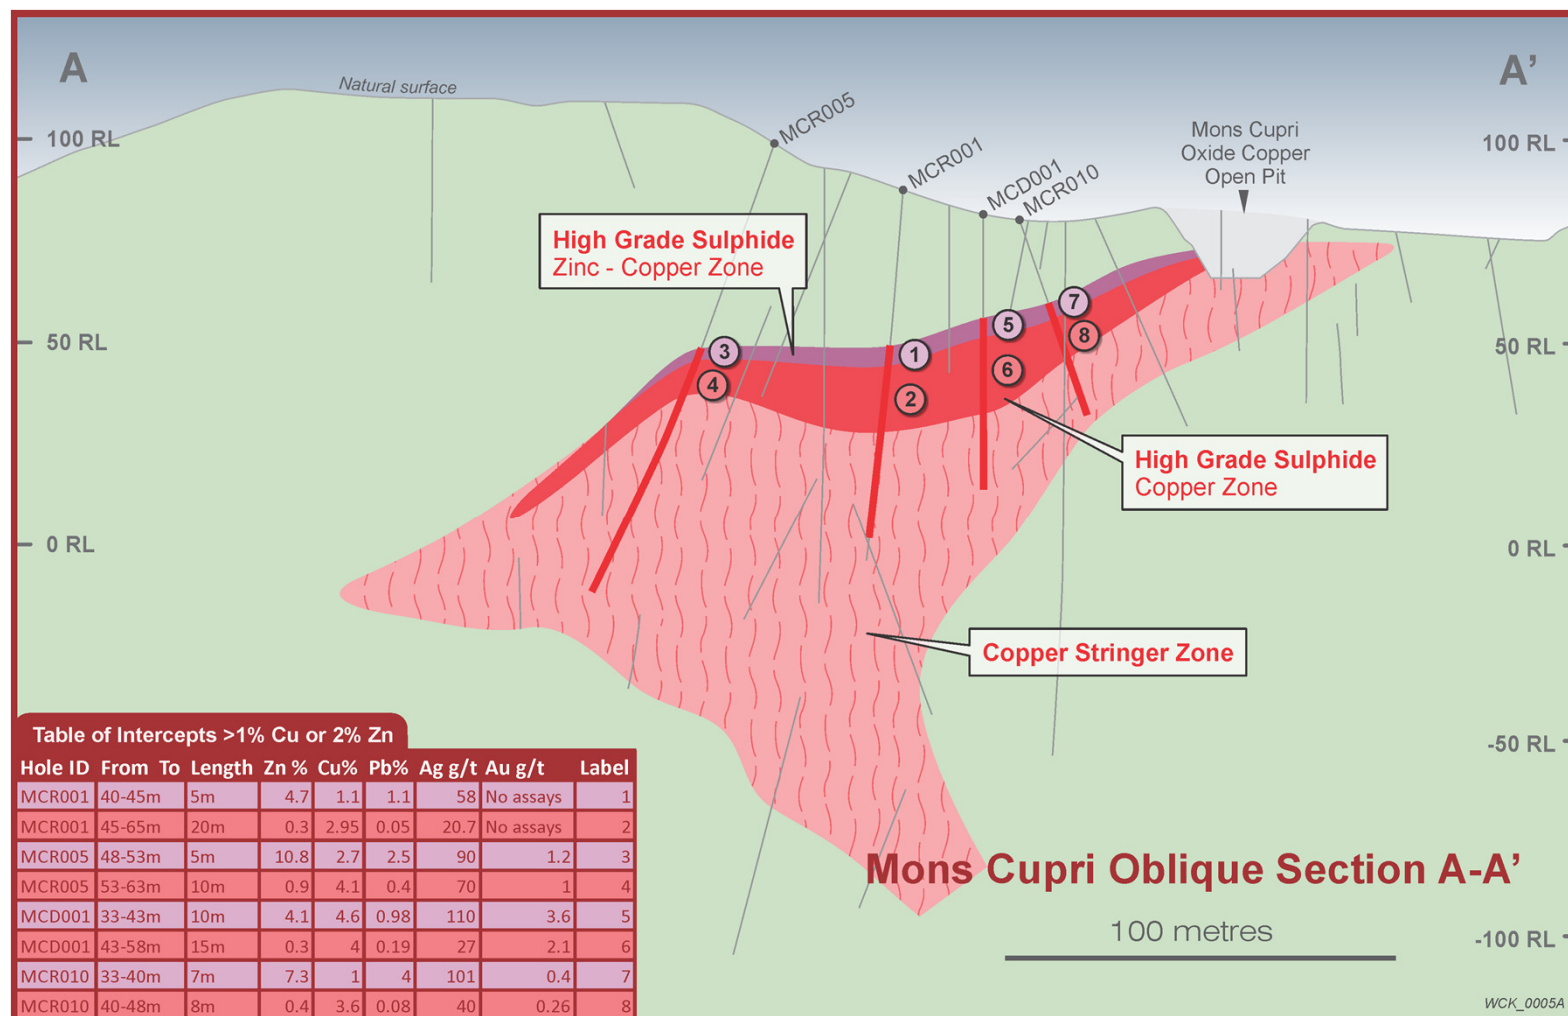 A
A’
Natural surface
100 RL
100 RL
MCR005
MCR001
MCD001
MCR010
Mons Cupri
Oxide Copper
Open Pit
High Grade Sulphide
Zinc - Copper Zone
50 RL
50 RL
3
4
1
2
5
6
7
8
High Grade Sulphide
Copper Zone
0 RL
0 RL
Copper Stringer Zone
-50 RL
Table of Intercepts >1% Cu or 2% Zn
Hole ID From To Length Zn % Cu% Pb% Ag g/t Au g/t Label
MCR001 40-45m 5m 4.7 1.1 1.1 58 No assays 1
MCR001 45-65m 20m 0.3 2.95 0.05 20.7 No assays 2
MCR005 48-53m 5m 10.8 2.7 2.5 90 1.2 3
MCR005 53-63m 10m 0.9 4.1 0.4 70 1 4
MCD001 33-43m 10m 4.1 4.6 0.98 110 3.6 5
MCD001 43-58m 15m 0.3 4 0.19 27 2.1 6
MCR010 33-40m 7m 7.3 1 4 101 0.4 7
MCR010 40-48m 8m 0.4 3.6 0.08 40 0.26 8
Mons Cupri Oblique Section A-A’
100 metres
-100 RL
WCK_0005A